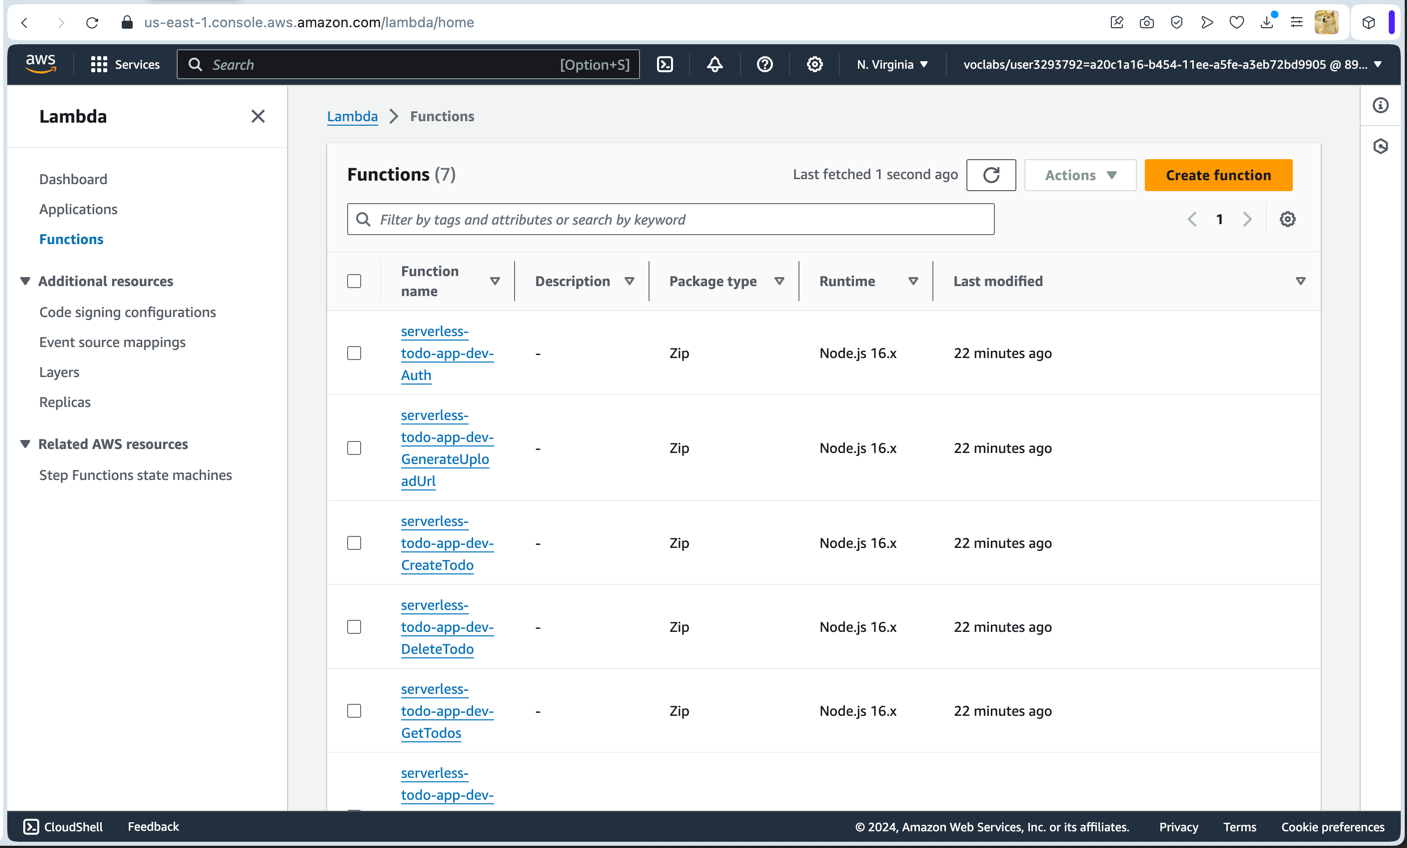 us-east-1.console.aws.amazon.com/lambda/home
aws
Services
Search
[Option+S]
N. Virginia
voclabs/user3293792=a20c1a16-b454-11ee-a5fe-a3eb72bd9905 @ 89...
Lambda
Dashboard
Applications
Functions
Additional resources
Code signing configurations
Event source mappings
Layers
Replicas
Related AWS resources
Step Functions state machines
Lambda > Functions
Functions (7)
Last fetched 1 second ago
Actions
Create function
Filter by tags and attributes or search by keyword
1
Function name
Description
Package type
Runtime
Last modified
serverless-
todo-app-dev-
Auth
-
Zip
Node.js 16.x
22 minutes ago
serverless-
todo-app-dev-
GenerateUplo
adUrl
-
Zip
Node.js 16.x
22 minutes ago
serverless-
todo-app-dev-
CreateTodo
-
Zip
Node.js 16.x
22 minutes ago
serverless-
todo-app-dev-
DeleteTodo
-
Zip
Node.js 16.x
22 minutes ago
serverless-
todo-app-dev-
GetTodos
-
Zip
Node.js 16.x
22 minutes ago
serverless-
todo-app-dev-
CloudShell
Feedback
© 2024, Amazon Web Services, Inc. or its affiliates.
Privacy
Terms
Cookie preferences